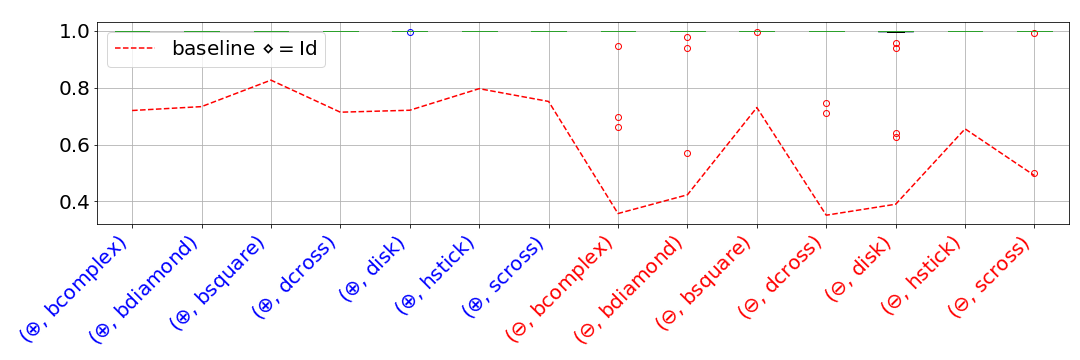 1.0
0.8
0.6
0.4
baseline ⋄ = Id
(⊕, bcomplex)
(⊕, bdiamond)
(⊕, bsquare)
(⊕, dcross)
(⊕, disk)
(⊕, hstick)
(⊕, scross)
(⊖, bcomplex)
(⊖, bdiamond)
(⊖, bsquare)
(⊖, dcross)
(⊖, disk)
(⊖, hstick)
(⊖, scross)